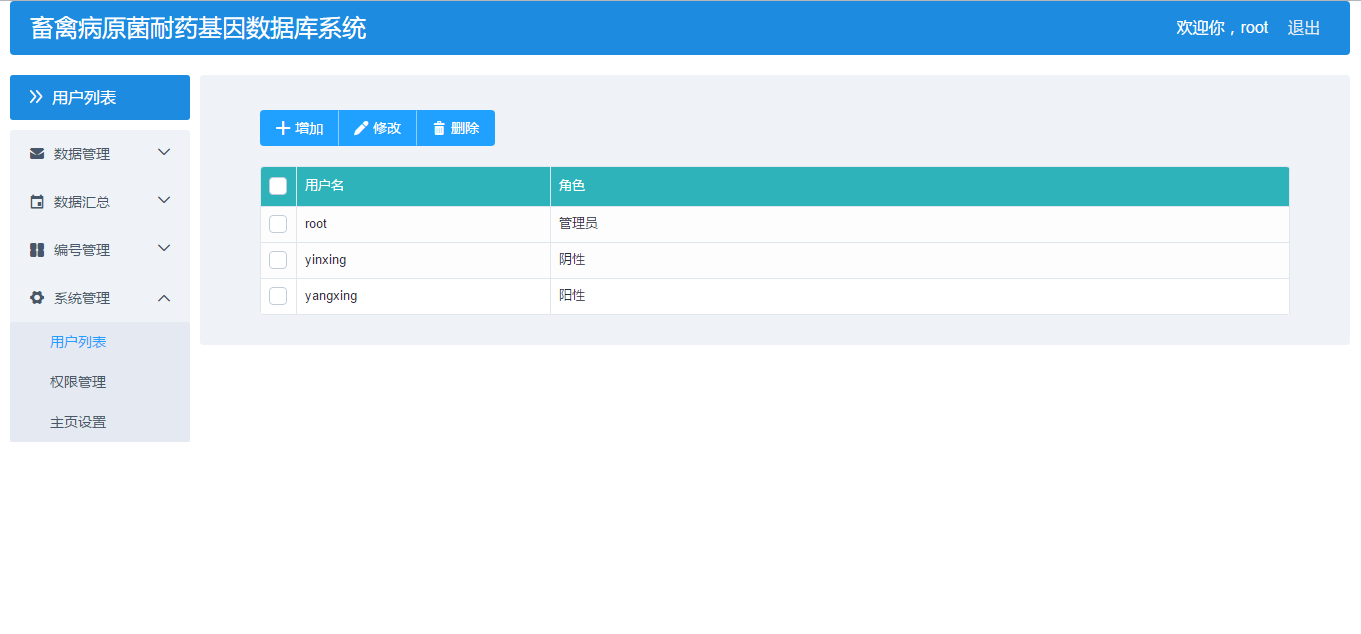 畜禽病原菌耐药基因数据库系统
欢迎你，root 退出
用户列表
数据管理
数据汇总
编号管理
系统管理
用户列表
权限管理
主页设置
增加 修改 删除
用户名 角色
root 管理员
yinxing 阴性
yangxing 阳性